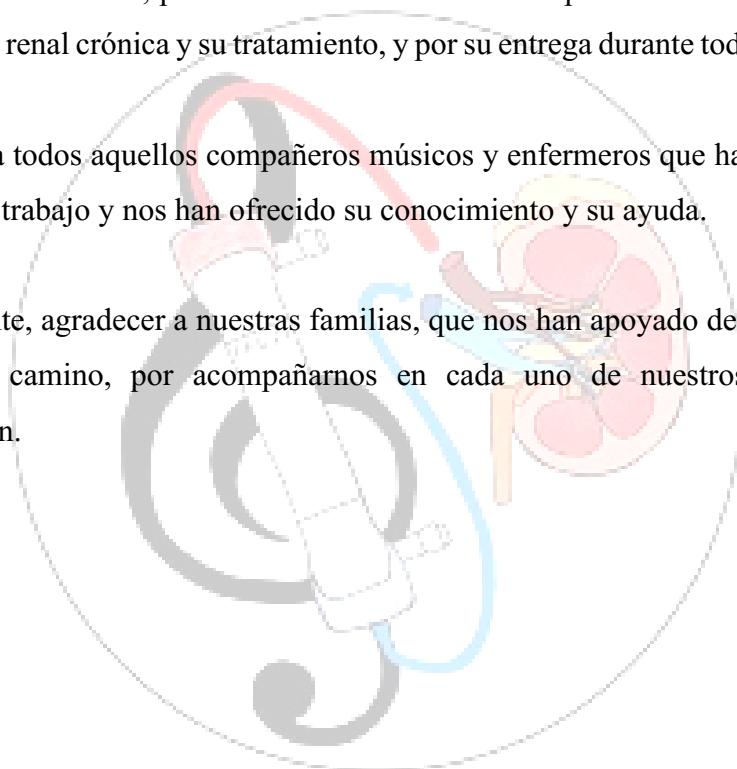 renal crónica y su tratamiento, y por su entrega durante tod
a todos aquellos compañeros músicos y enfermeros que ha
trabajo y nos han ofrecido su conocimiento y su ayuda.
te, agradecer a nuestras familias, que nos han apoyado de
camino, por acompañarnos en cada uno de nuestros
n.